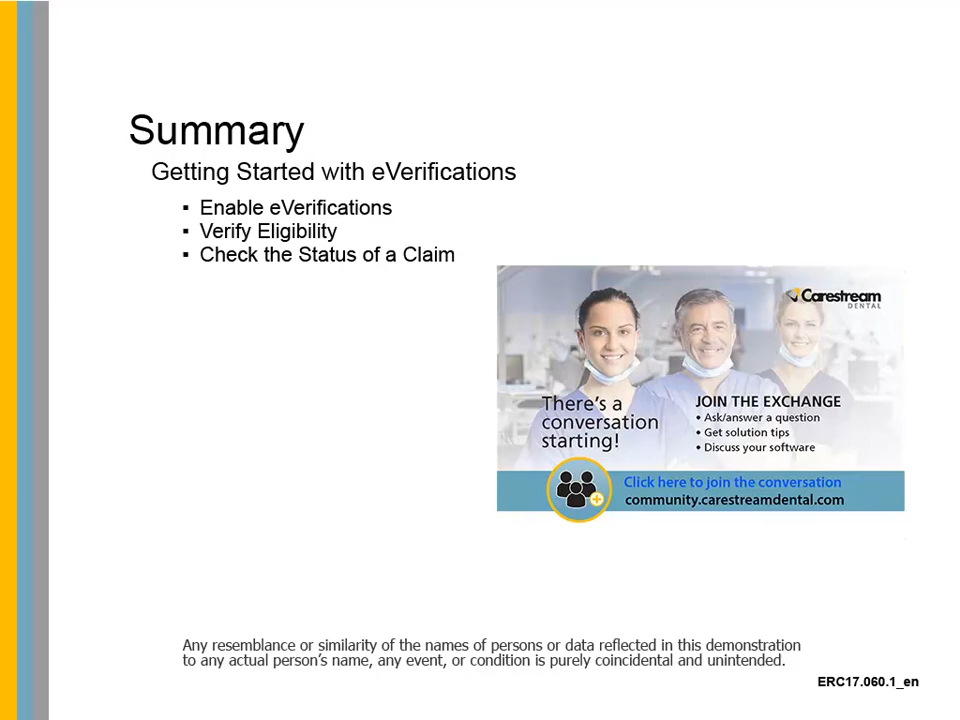 Summary
Getting Started with eVerifications
▪ Enable eVerifications
▪ Verify Eligibility
▪ Check the Status of a Claim
Carestream
DENTAL
There's a
conversation
starting!
JOIN THE EXCHANGE
• Ask/answer a question
• Get solution tips
• Discuss your software
Click here to join the conversation
community.carestreamdental.com
Any resemblance or similarity of the names of persons or data reflected in this demonstration
to any actual person's name, any event, or condition is purely coincidental and unintended.
ERC17.060.1_en